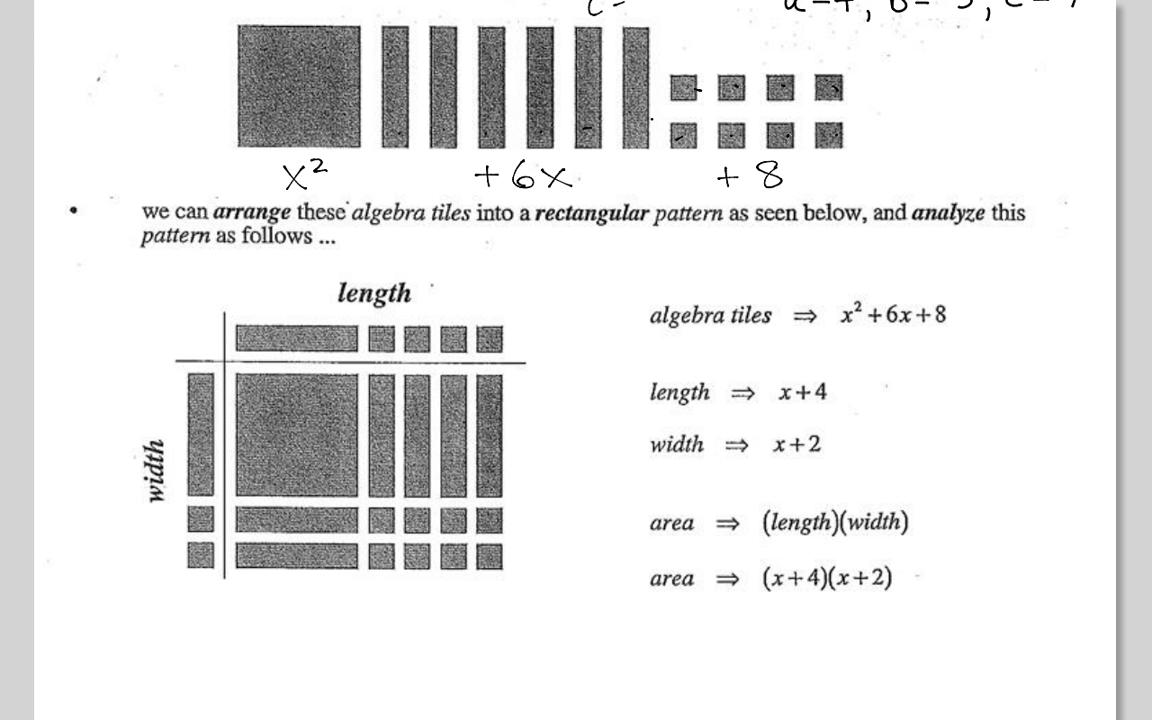 x² +6x +8
• we can arrange these algebra tiles into a rectangular pattern as seen below, and analyze this
pattern as follows ...
length
width
algebra tiles ⇒ x²+6x+8
length ⇒ x+4
width ⇒ x+2
area ⇒ (length)(width)
area ⇒ (x+4)(x+2)